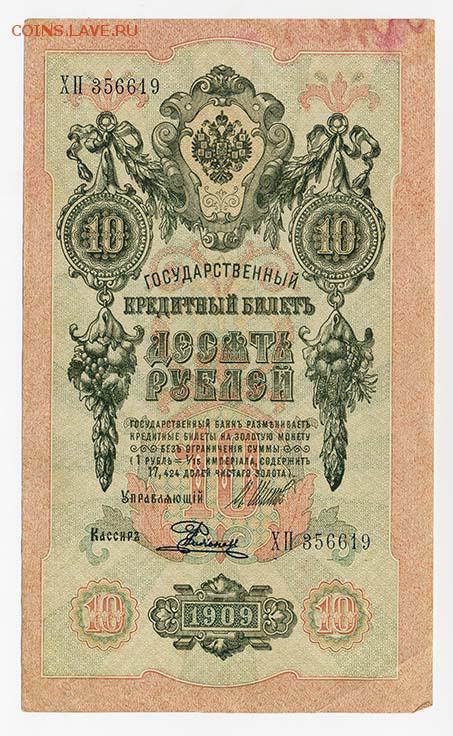 COINS.LAVE.RU
ХП 356619
10 10
ГОСУДАРСТВЕННЫЙ
КРЕДИТНЫЙ БИЛЕТЪ
ДЕСЯТЬ
РУБЛЕЙ
ГОСУДАРСТВЕННЫЙ БАНКЪ РАЗМѢНИВАЕТЪ
КРЕДИТНЫЕ БИЛЕТЫ НА ЗОЛОТУЮ МОНЕТУ
БЕЗЪ ОГРАНИЧЕНІЯ СУММЫ
(1 РУБЛЬ = 1/15 ИМПЕРІАЛА, СОДЕРЖИТЪ
17,424 ДОЛЕЙ ЧИСТАГО ЗОЛОТА).
10
Управляющій
Кассиръ
ХП 356619
10 1909 10